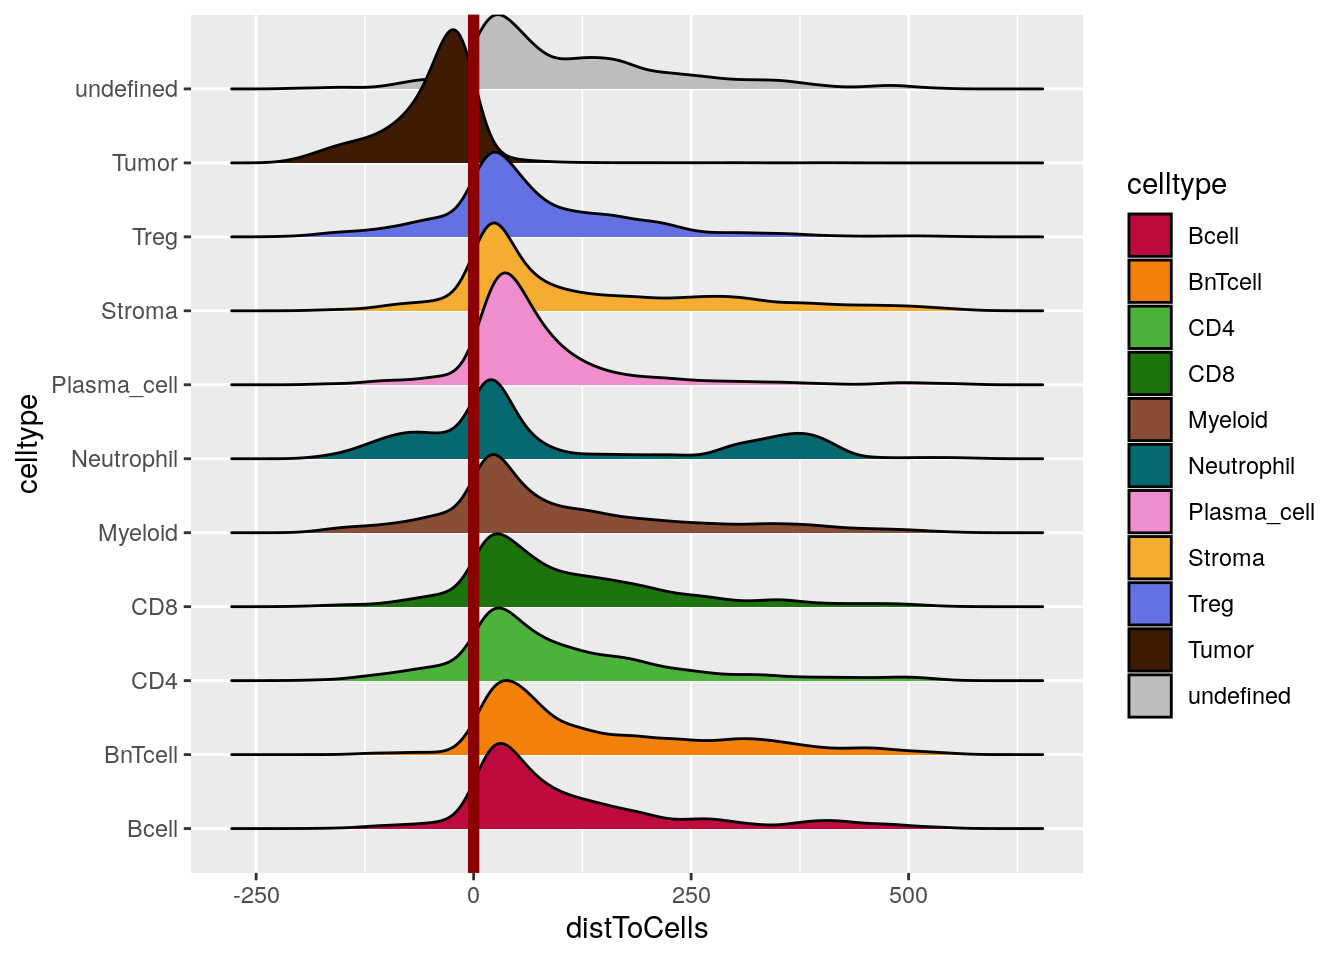 undefined
Tumor
Treg
Stroma
Plasma_cell
Neutrophil
Myeloid
CD8
CD4
BnTcell
Bcell
celltype
-250 0 250 500
distToCells
celltype
Bcell
BnTcell
CD4
CD8
Myeloid
Neutrophil
Plasma_cell
Stroma
Treg
Tumor
undefined